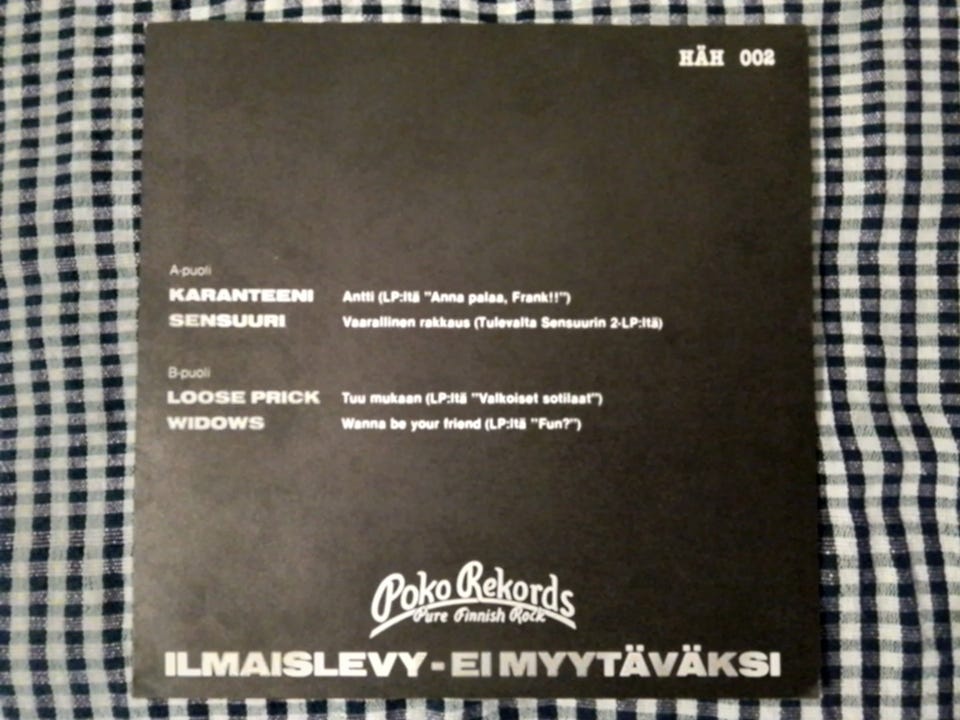 HÄH 002
A-puoli
KARANTEENI Antti (LP:ltä "Anna palaa, Frank!!")
SENSUURI Vaarallinen rakkaus (Tulevalta Sensuurin 2-LP:ltä)
B-puoli
LOOSE PRICK Tuu mukaan (LP:ltä "Valkoiset sotilaat")
WIDOWS Wanna be your friend (LP:ltä "Fun?")
Poko Rekords
Pure Finnish Rock
ILMAISLEVY - EI MYYTÄVÄKSI